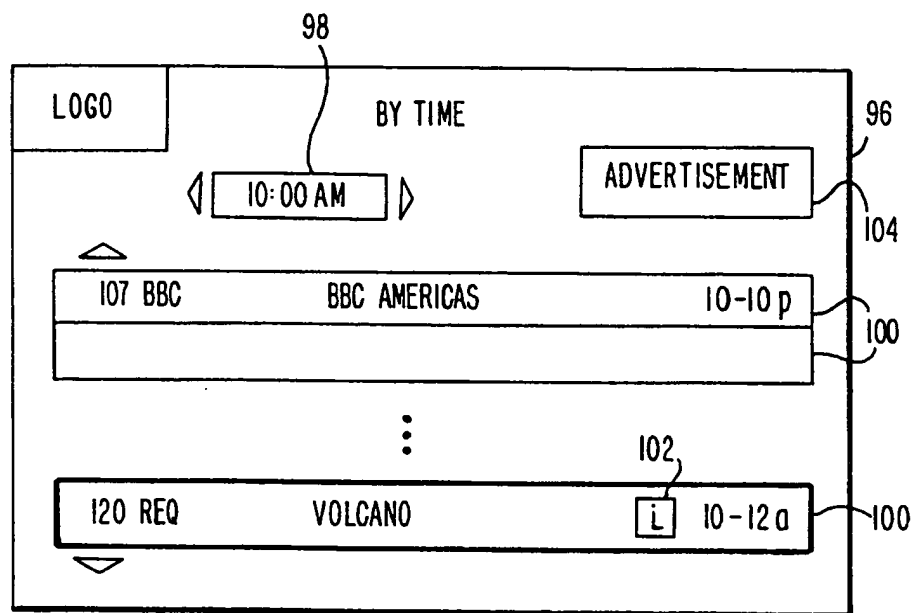 98
LOGO
BY TIME
96
10:00 AM
ADVERTISEMENT
104
107 BBC BBC AMERICAS 10-10 p
100
102
120 REQ VOLCANO i 10-12 a
100